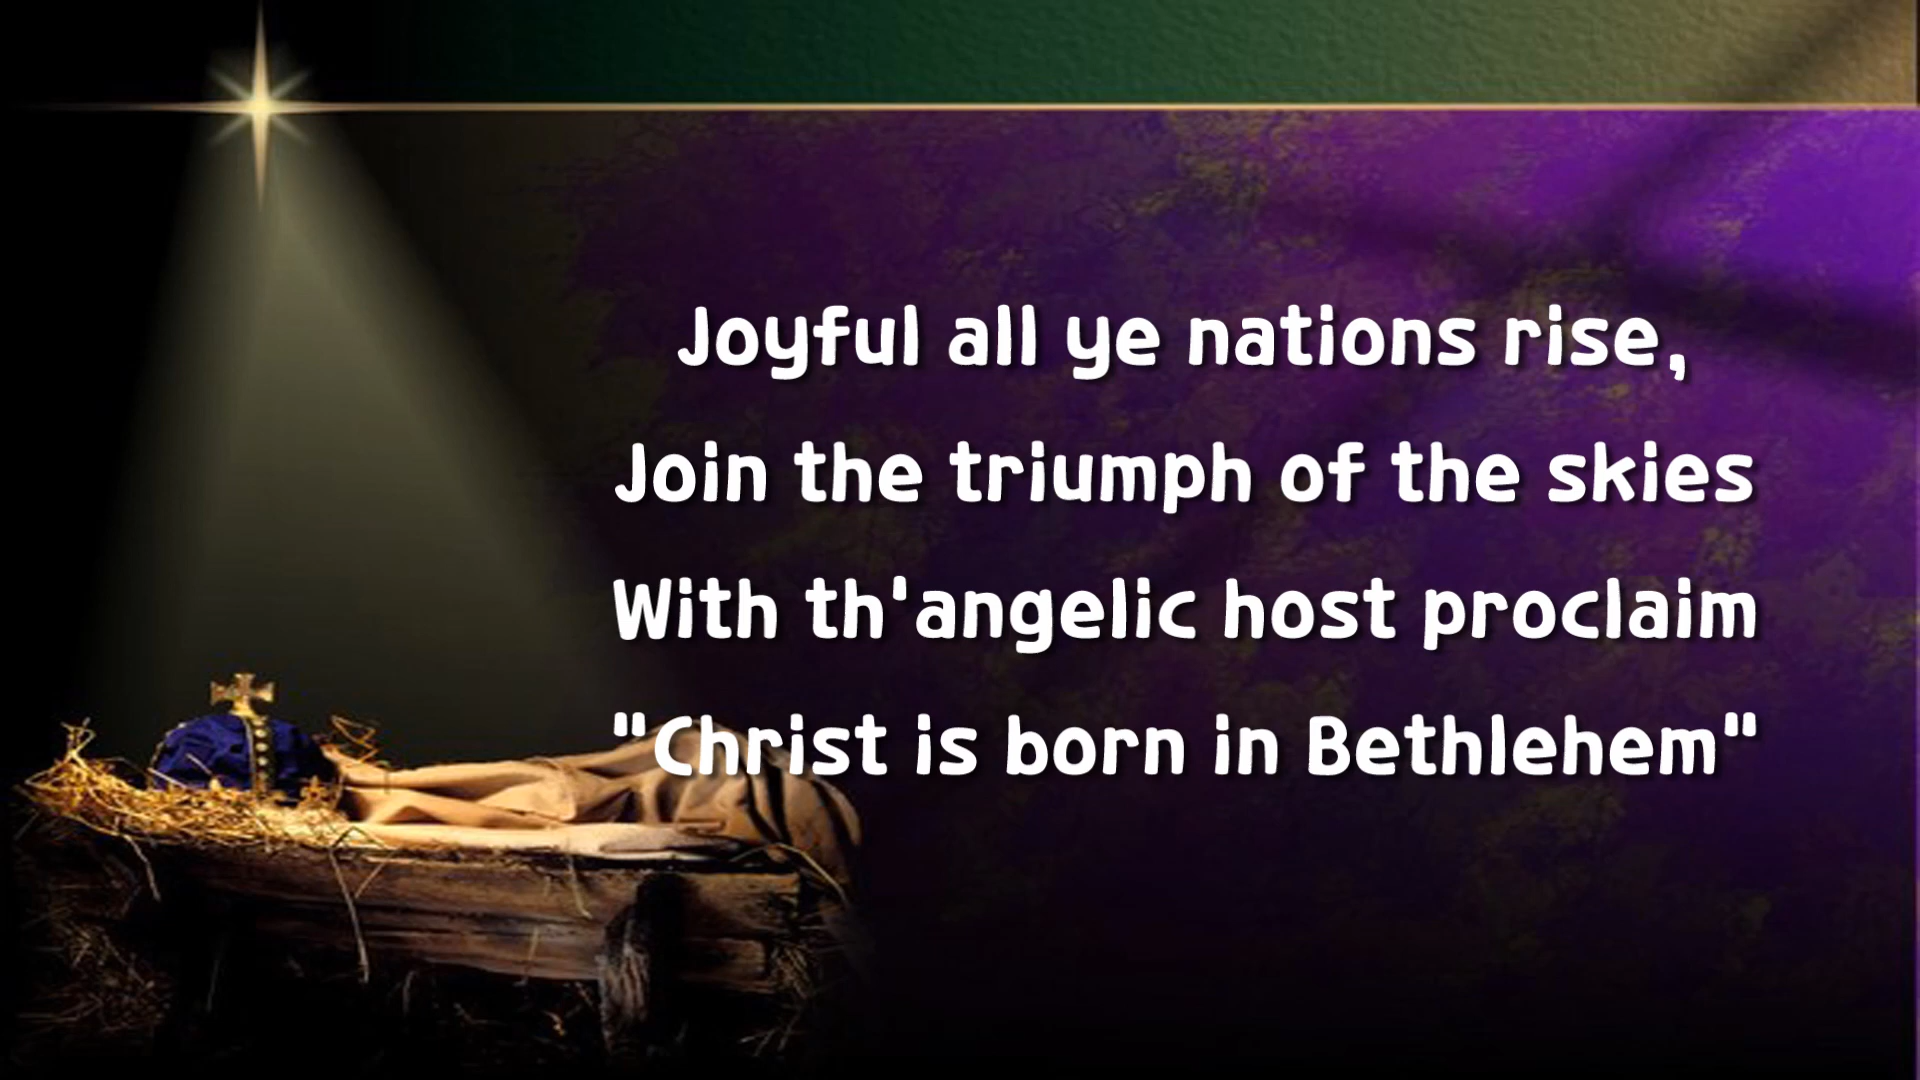 Joyful all ye nations rise,
Join the triumph of the skies
With th'angelic host proclaim
"Christ is born in Bethlehem"